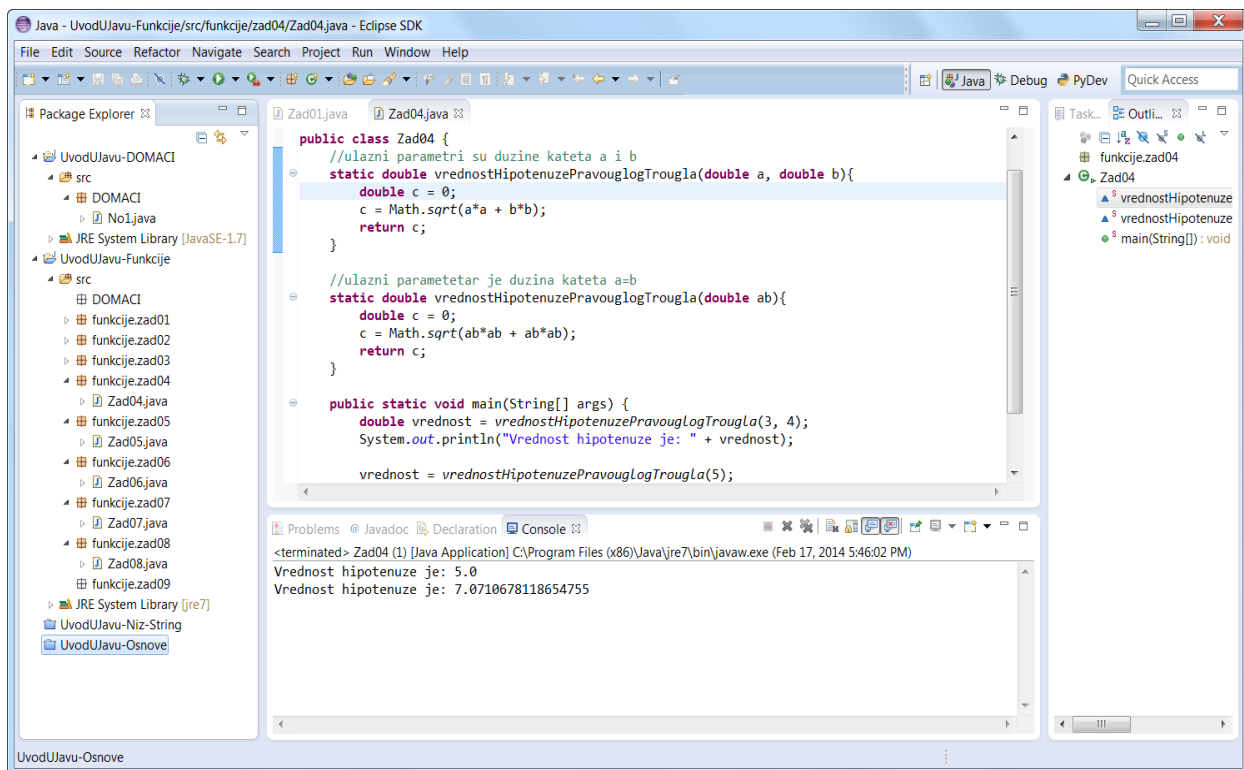 Java - UvodUJavu-Funkcije/src/funkcije/zad04/Zad04.java - Eclipse SDK
File Edit Source Refactor Navigate Search Project Run Window Help
Java Debug PyDev Quick Access
Package Explorer
UvodUJavu-DOMACI
src
DOMACI
No1.java
JRE System Library [JavaSE-1.7]
UvodUJavu-Funkcije
src
DOMACI
funkcije.zad01
funkcije.zad02
funkcije.zad03
funkcije.zad04
Zad04.java
funkcije.zad05
Zad05.java
funkcije.zad06
Zad06.java
funkcije.zad07
Zad07.java
funkcije.zad08
Zad08.java
funkcije.zad09
JRE System Library [jre7]
UvodUJavu-Niz-String
UvodUJavu-Osnove
Zad01.java Zad04.java
public class Zad04 {
//ulazni parametri su duzine kateta a i b
static double vrednostHipotenuzePravouglogTrougla(double a, double b){
double c = 0;
c = Math.sqrt(a*a + b*b);
return c;
}
//ulazni parametetar je duzina kateta a=b
static double vrednostHipotenuzePravouglogTrougla(double ab){
double c = 0;
c = Math.sqrt(ab*ab + ab*ab);
return c;
}
public static void main(String[] args) {
double vrednost = vrednostHipotenuzePravouglogTrougla(3, 4);
System.out.println("Vrednost hipotenuze je: " + vrednost);
vrednost = vrednostHipotenuzePravouglogTrougla(5);
Problems @ Javadoc Declaration Console
<terminated> Zad04 (1) [Java Application] C:\Program Files (x86)\Java\jre7\bin\javaw.exe (Feb 17, 2014 5:46:02 PM)
Vrednost hipotenuze je: 5.0
Vrednost hipotenuze je: 7.0710678118654755
Task... Outli...
funkcije.zad04
Zad04
S vrednostHipotenuze
S vrednostHipotenuze
S main(String[]) : void
UvodUJavu-Osnove